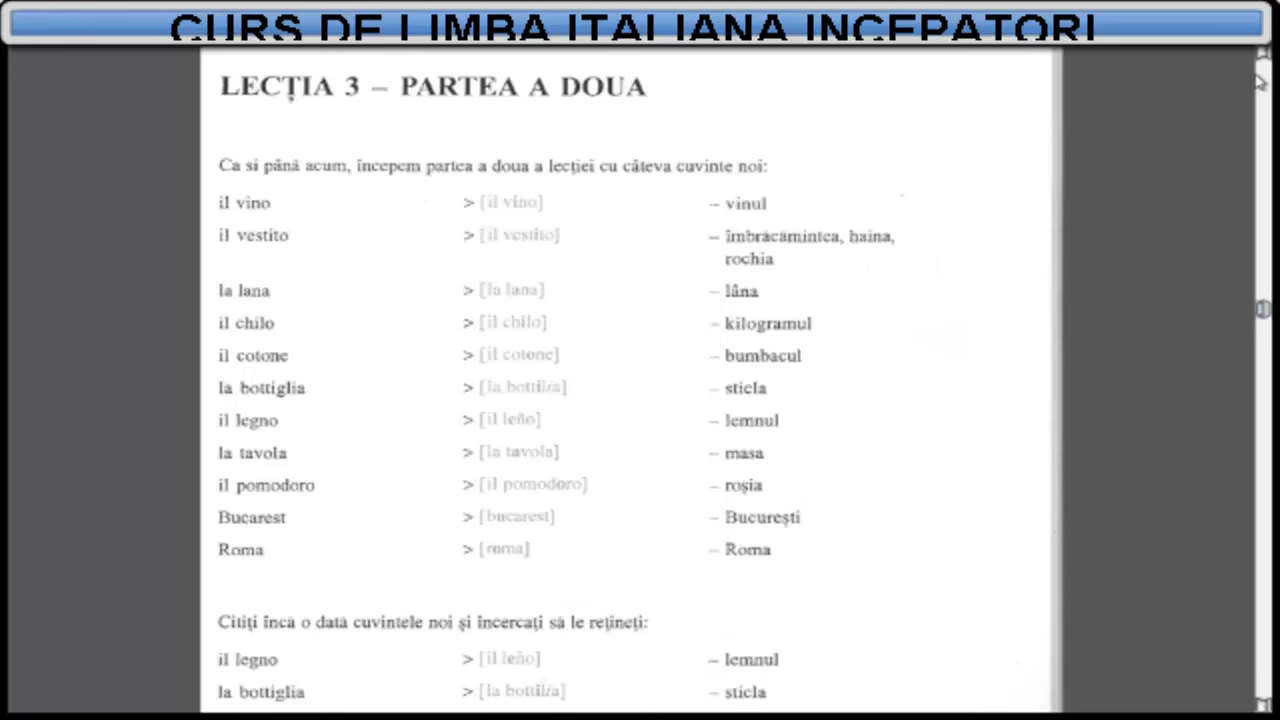 CURS DE LIMBA ITALIANA INCEPATORI
LECȚIA 3 – PARTEA A DOUA
Ca si până acum, începem partea a doua a lecției cu câteva cuvinte noi:
il vino > [il vino] – vinul
il vestito > [il vestito] – îmbrăcămintea, haina,
rochia
la lana > [la lana] – lâna
il chilo > [il chilo] – kilogramul
il cotone > [il cotone] – bumbacul
la bottiglia > [la bottilia] – sticla
il legno > [il leño] – lemnul
la tavola > [la tavola] – masa
il pomodoro > [il pomodoro] – roșia
Bucarest > [bucarest] – București
Roma > [roma] – Roma
Citiți încă o dată cuvintele noi și încercați să le rețineți:
il legno > [il leño] – lemnul
la bottiglia > [la bottilia] – sticla